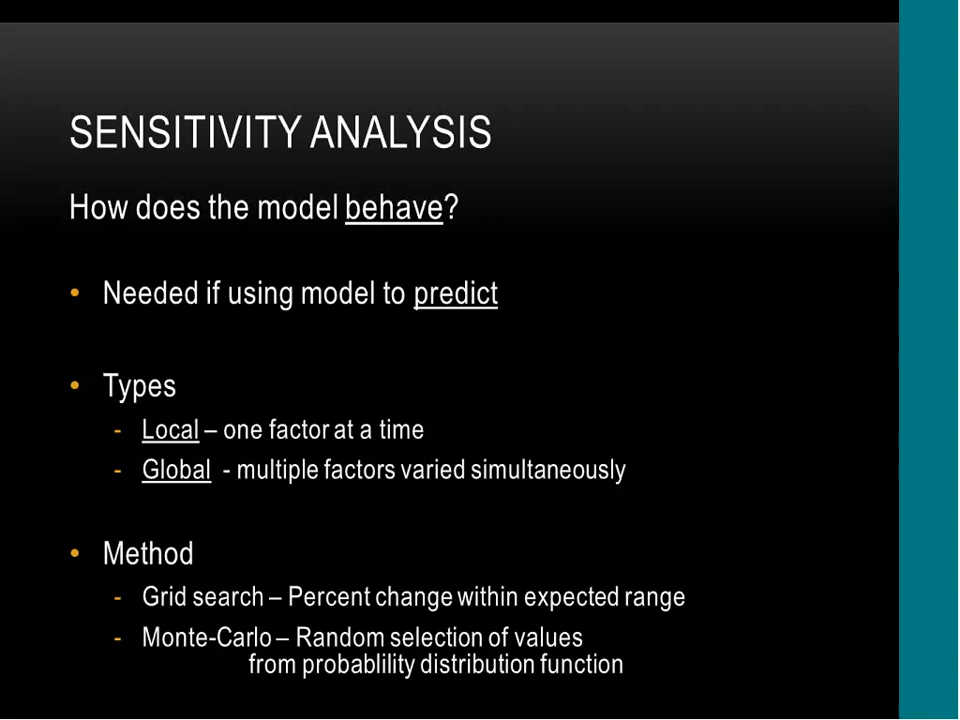 SENSITIVITY ANALYSIS
How does the model behave?
• Needed if using model to predict
• Types
- Local – one factor at a time
- Global - multiple factors varied simultaneously
• Method
- Grid search – Percent change within expected range
- Monte-Carlo – Random selection of values
from probablility distribution function